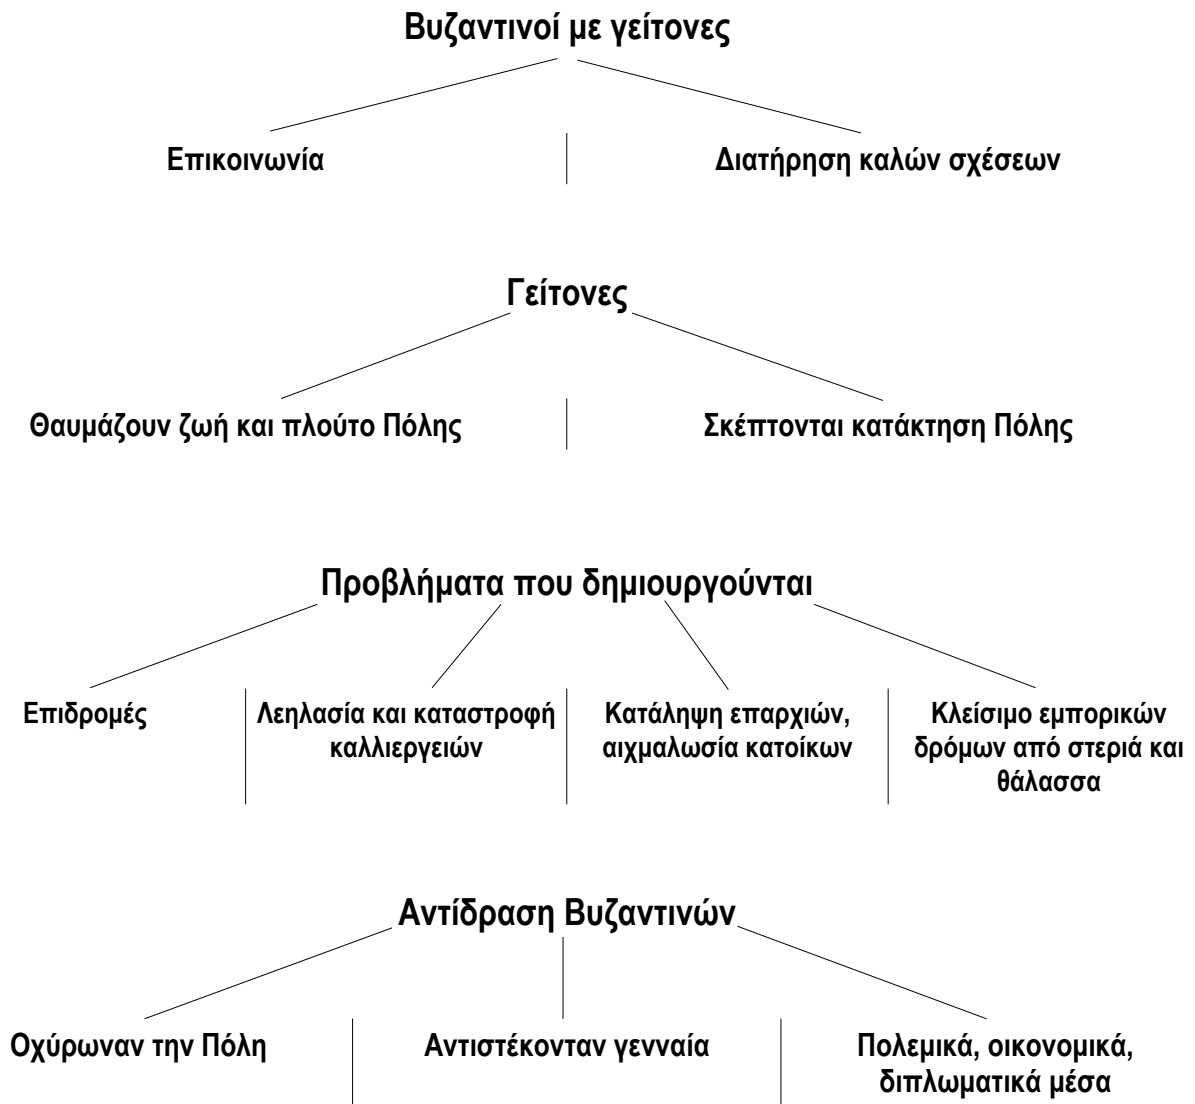 Βυζαντινοί με γείτονες
Επικοινωνία
Διατήρηση καλών σχέσεων
Γείτονες
Θαυμάζουν ζωή και πλούτο Πόλης
Σκέπτονται κατάκτηση Πόλης
Προβλήματα που δημιουργούνται
Επιδρομές
Λεηλασία και καταστροφή
καλλιεργειών
Κατάληψη επαρχιών,
αιχμαλωσία κατοίκων
Κλείσιμο εμπορικών
δρόμων από στεριά και
θάλασσα
Αντίδραση Βυζαντινών
Οχύρωναν την Πόλη
Αντιστέκονταν γενναία
Πολεμικά, οικονομικά,
διπλωματικά μέσα